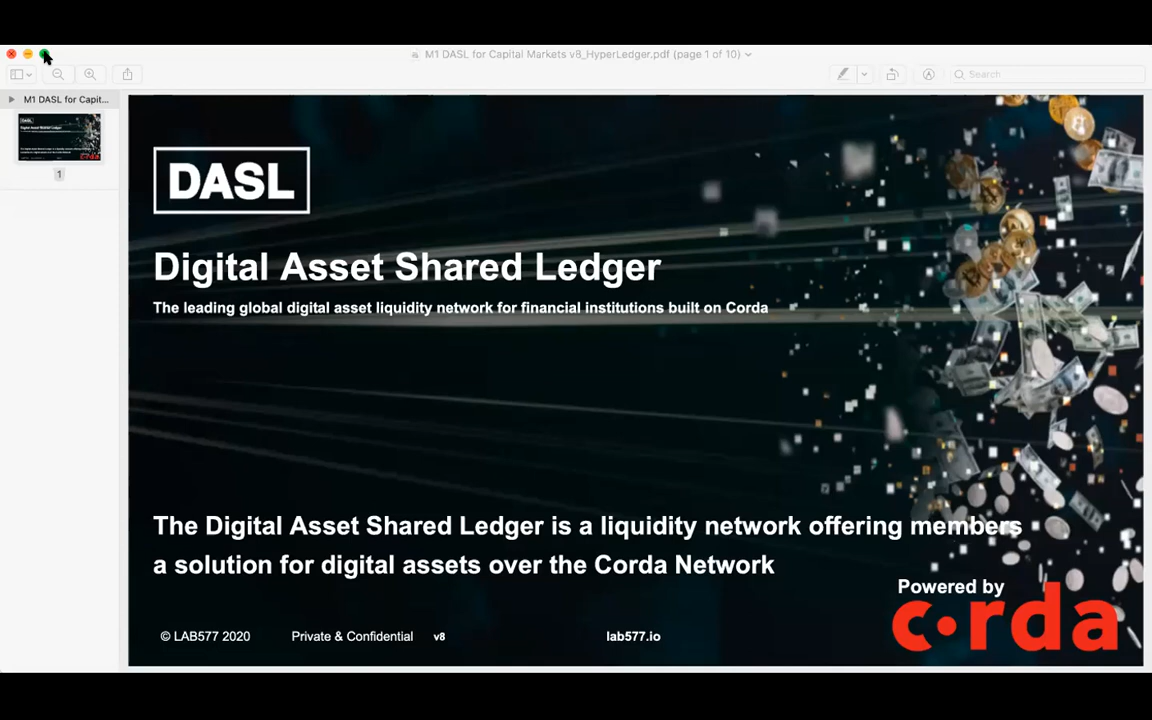 M1 DASL for Capital Markets v8_HyperLedger.pdf (page 1 of 10)
Search
M1 DASL for Capit...
1
DASL
Digital Asset Shared Ledger
The leading global digital asset liquidity network for financial institutions built on Corda
The Digital Asset Shared Ledger is a liquidity network offering members
a solution for digital assets over the Corda Network
Powered by
c·rda
© LAB577 2020 Private & Confidential v8 lab577.io